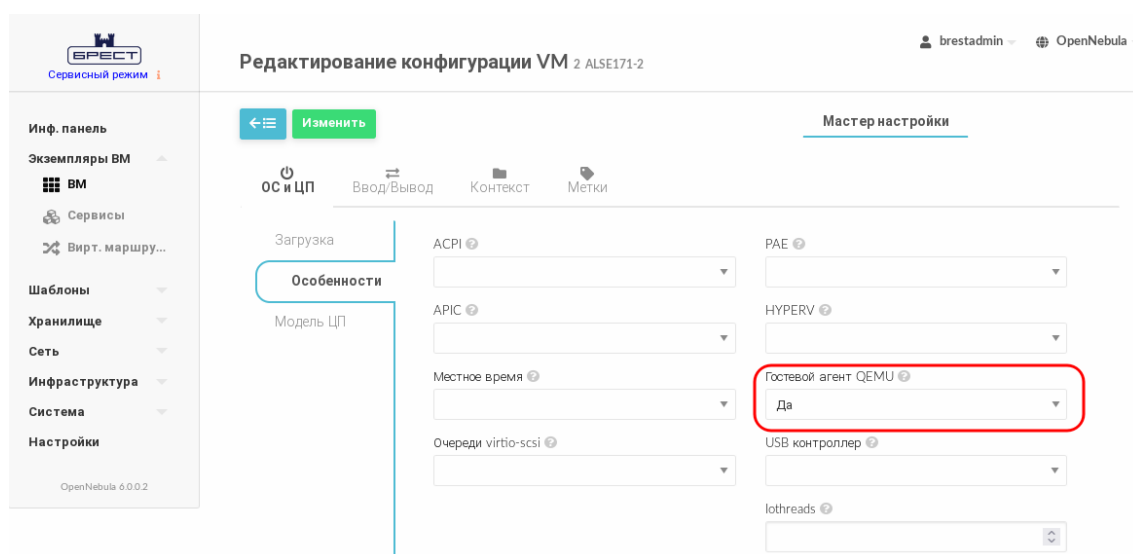 БРЕСТ
Сервисный режим i
Редактирование конфигурации VM 2 ALSE171-2
brestadmin
OpenNebula
Инф. панель
Экземпляры ВМ
ВМ
Сервисы
Вирт. маршру...
Шаблоны
Хранилище
Сеть
Инфраструктура
Система
Настройки
OpenNebula 6.0.0.2
Изменить
Мастер настройки
ОС и ЦП
Ввод/Вывод
Контекст
Метки
Загрузка
Особенности
Модель ЦП
ACPI ?
PAE ?
APIC ?
HYPERV ?
Местное время ?
Гостевой агент QEMU ?
Да
Очереди virtio-scsi ?
USB контроллер ?
Iothreads ?